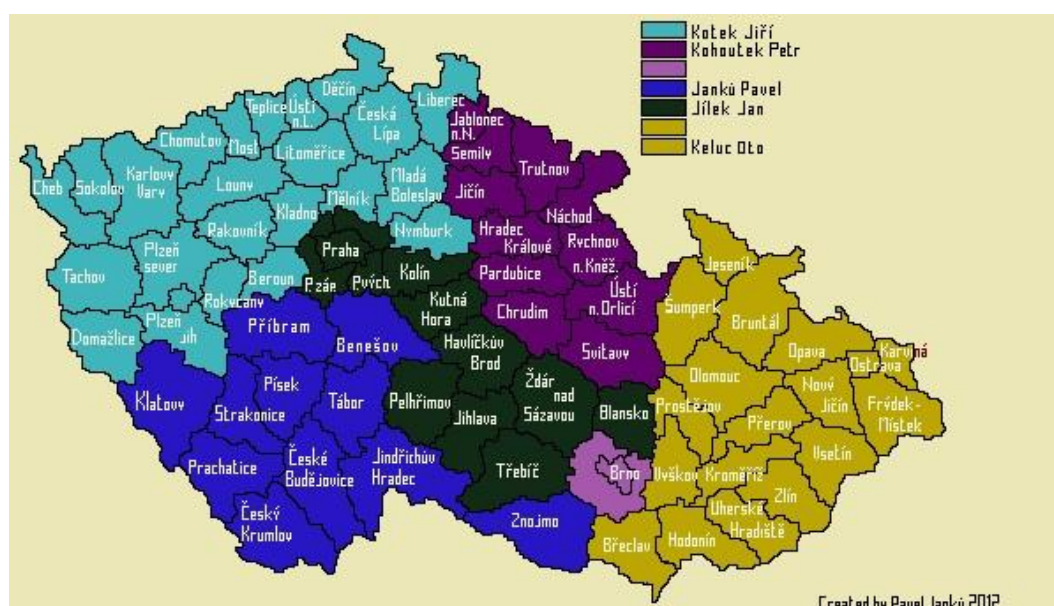 Kotek Jiří
Kohoutek Petr
Janků Pavel
Jílek Jan
Keluc Oto
Děčín
Liberec
Teplice
Ústí
n.L.
Česká
Lípa
Jablonec
n.N.
Chomutov
Most
Litoměřice
Semily
Trutnov
Cheb
Sokolov
Karlovy
Vary
Louny
Mladá
Boleslav
Jičín
Mělník
Kladno
Náchod
Rakovník
Nymburk
Hradec
Králové
Rychnov
n.Kněž.
Plzeň
sever
Praha
Jeseník
Tachov
Beroun
Kolín
Pardubice
P.záp
P.vých.
Rokycany
Kutná
Hora
Chrudim
Ústí
n.Orlicí
Šumperk
Bruntál
Domažlice
Plzeň
jih
Příbram
Benešov
Havlíčkův
Brod
Svitavy
Opava
Karviná
Ostrava
Olomouc
Klatovy
Písek
Strakonice
Tábor
Pelhřimov
Jihlava
Ždár
nad
Sázavou
Blansko
Prostějov
Přerov
Nový
Jičín
Frýdek-
Místek
Prachatice
České
Budějovice
Jindřichův
Hradec
Třebíč
Brno
Vyškov
Kroměříž
Vsetín
Zlín
Český
Krumlov
Znojmo
Břeclav
Hodonín
Uherské
Hradiště
Created by Pavel Janků 2012